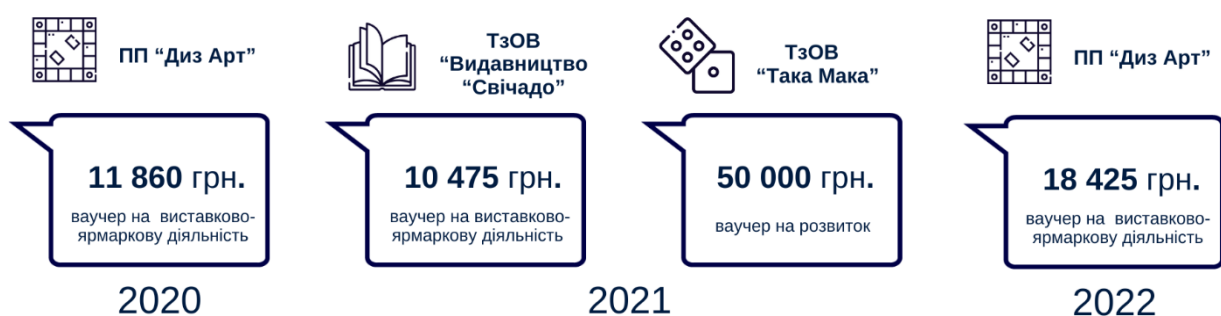 ПП “Диз Арт”
11 860 грн.
ваучер на виставково-
ярмаркову діяльність
2020
ТзОВ
“Видавництво
“Свічадо”
10 475 грн.
ваучер на виставково-
ярмаркову діяльність
ТзОВ
“Така Мака”
50 000 грн.
ваучер на розвиток
2021
ПП “Диз Арт”
18 425 грн.
ваучер на виставково-
ярмаркову діяльність
2022